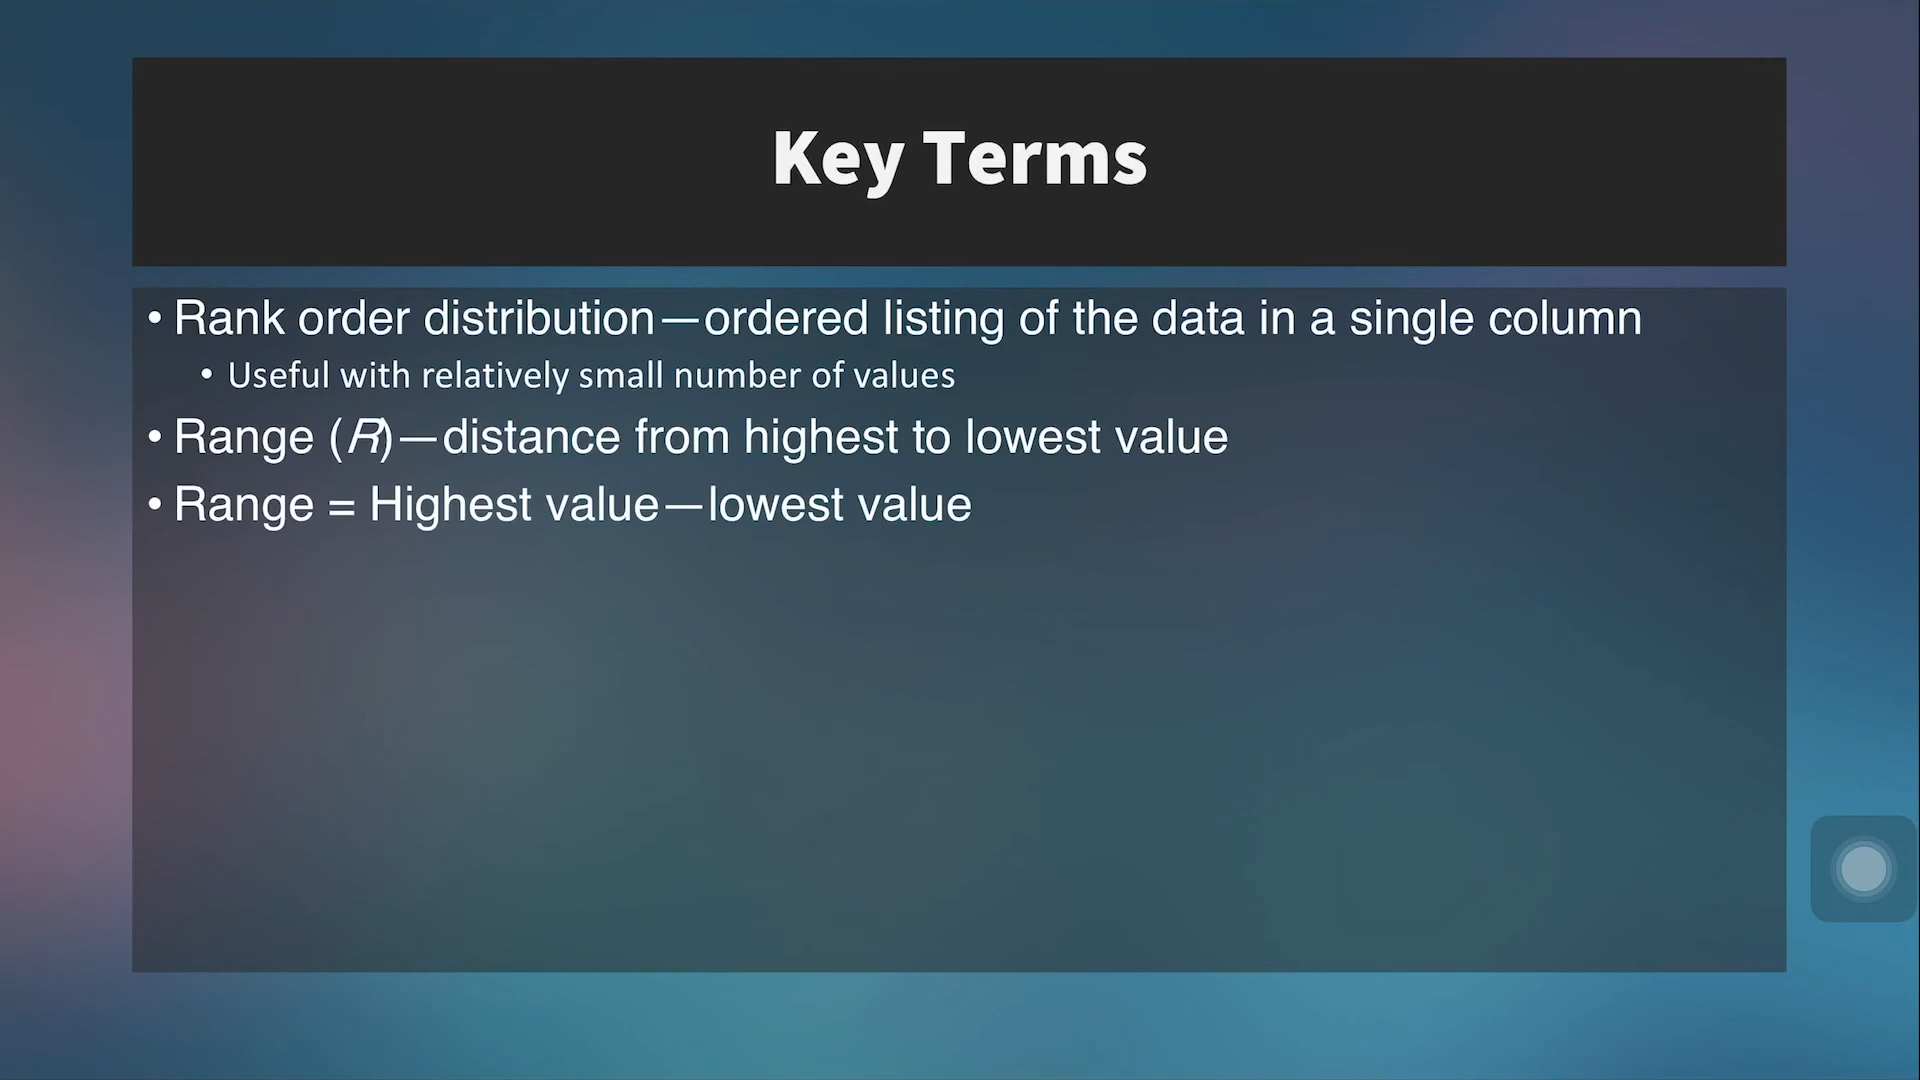 Key Terms
• Rank order distribution—ordered listing of the data in a single column
• Useful with relatively small number of values
• Range (R)—distance from highest to lowest value
• Range = Highest value—lowest value